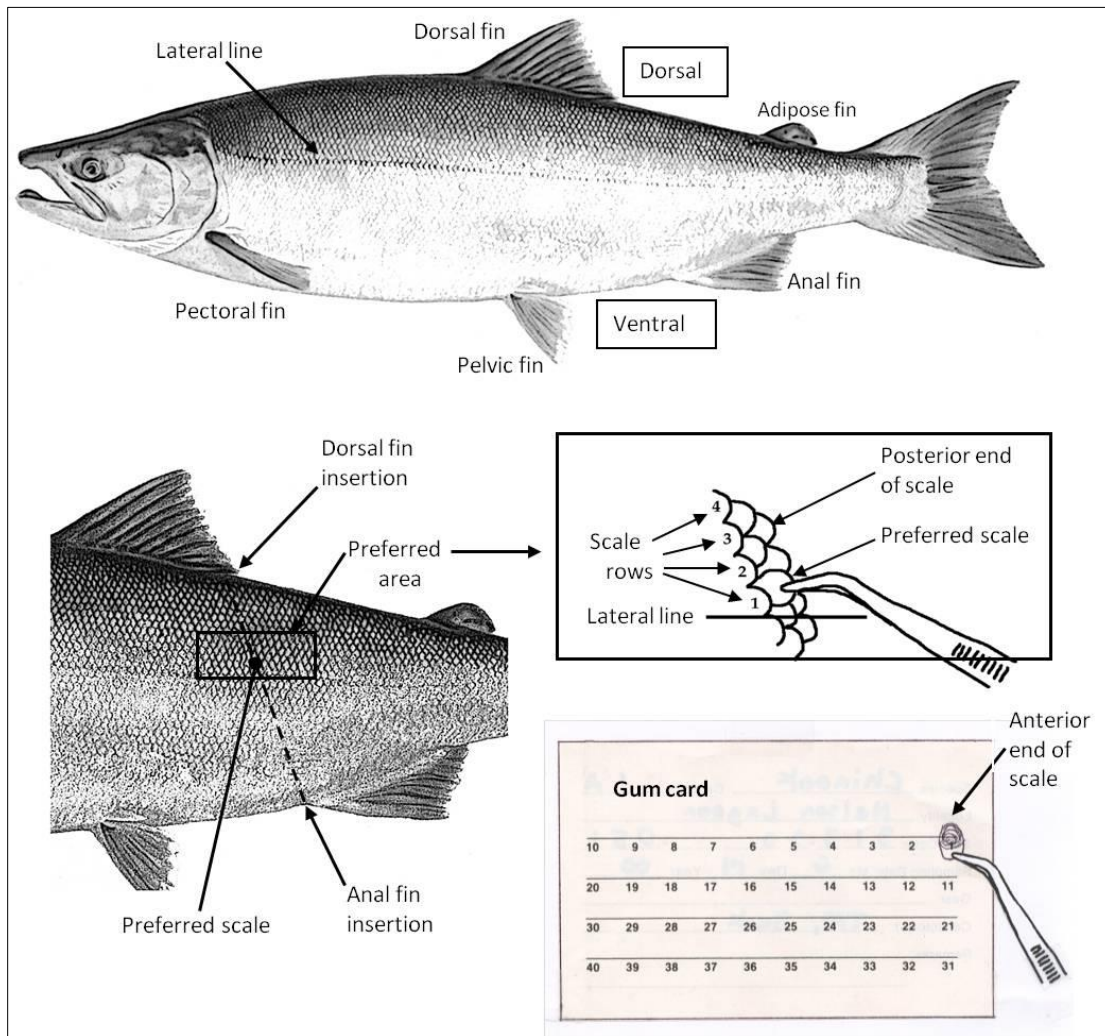 Dorsal fin
Lateral line
Dorsal
Adipose fin
Pectoral fin
Anal fin
Ventral
Pelvic fin
Dorsal fin
insertion
Preferred
area
Preferred scale
Anal fin
insertion
Posterior end
of scale
Preferred scale
Scale
rows
4
3
2
1
Lateral line
Anterior
end of
scale
Gum card
10 9 8 7 6 5 4 3 2
20 19 18 17 16 15 14 13 12 11
30 29 28 27 26 25 24 23 22 21
40 39 38 37 36 35 34 33 32 31